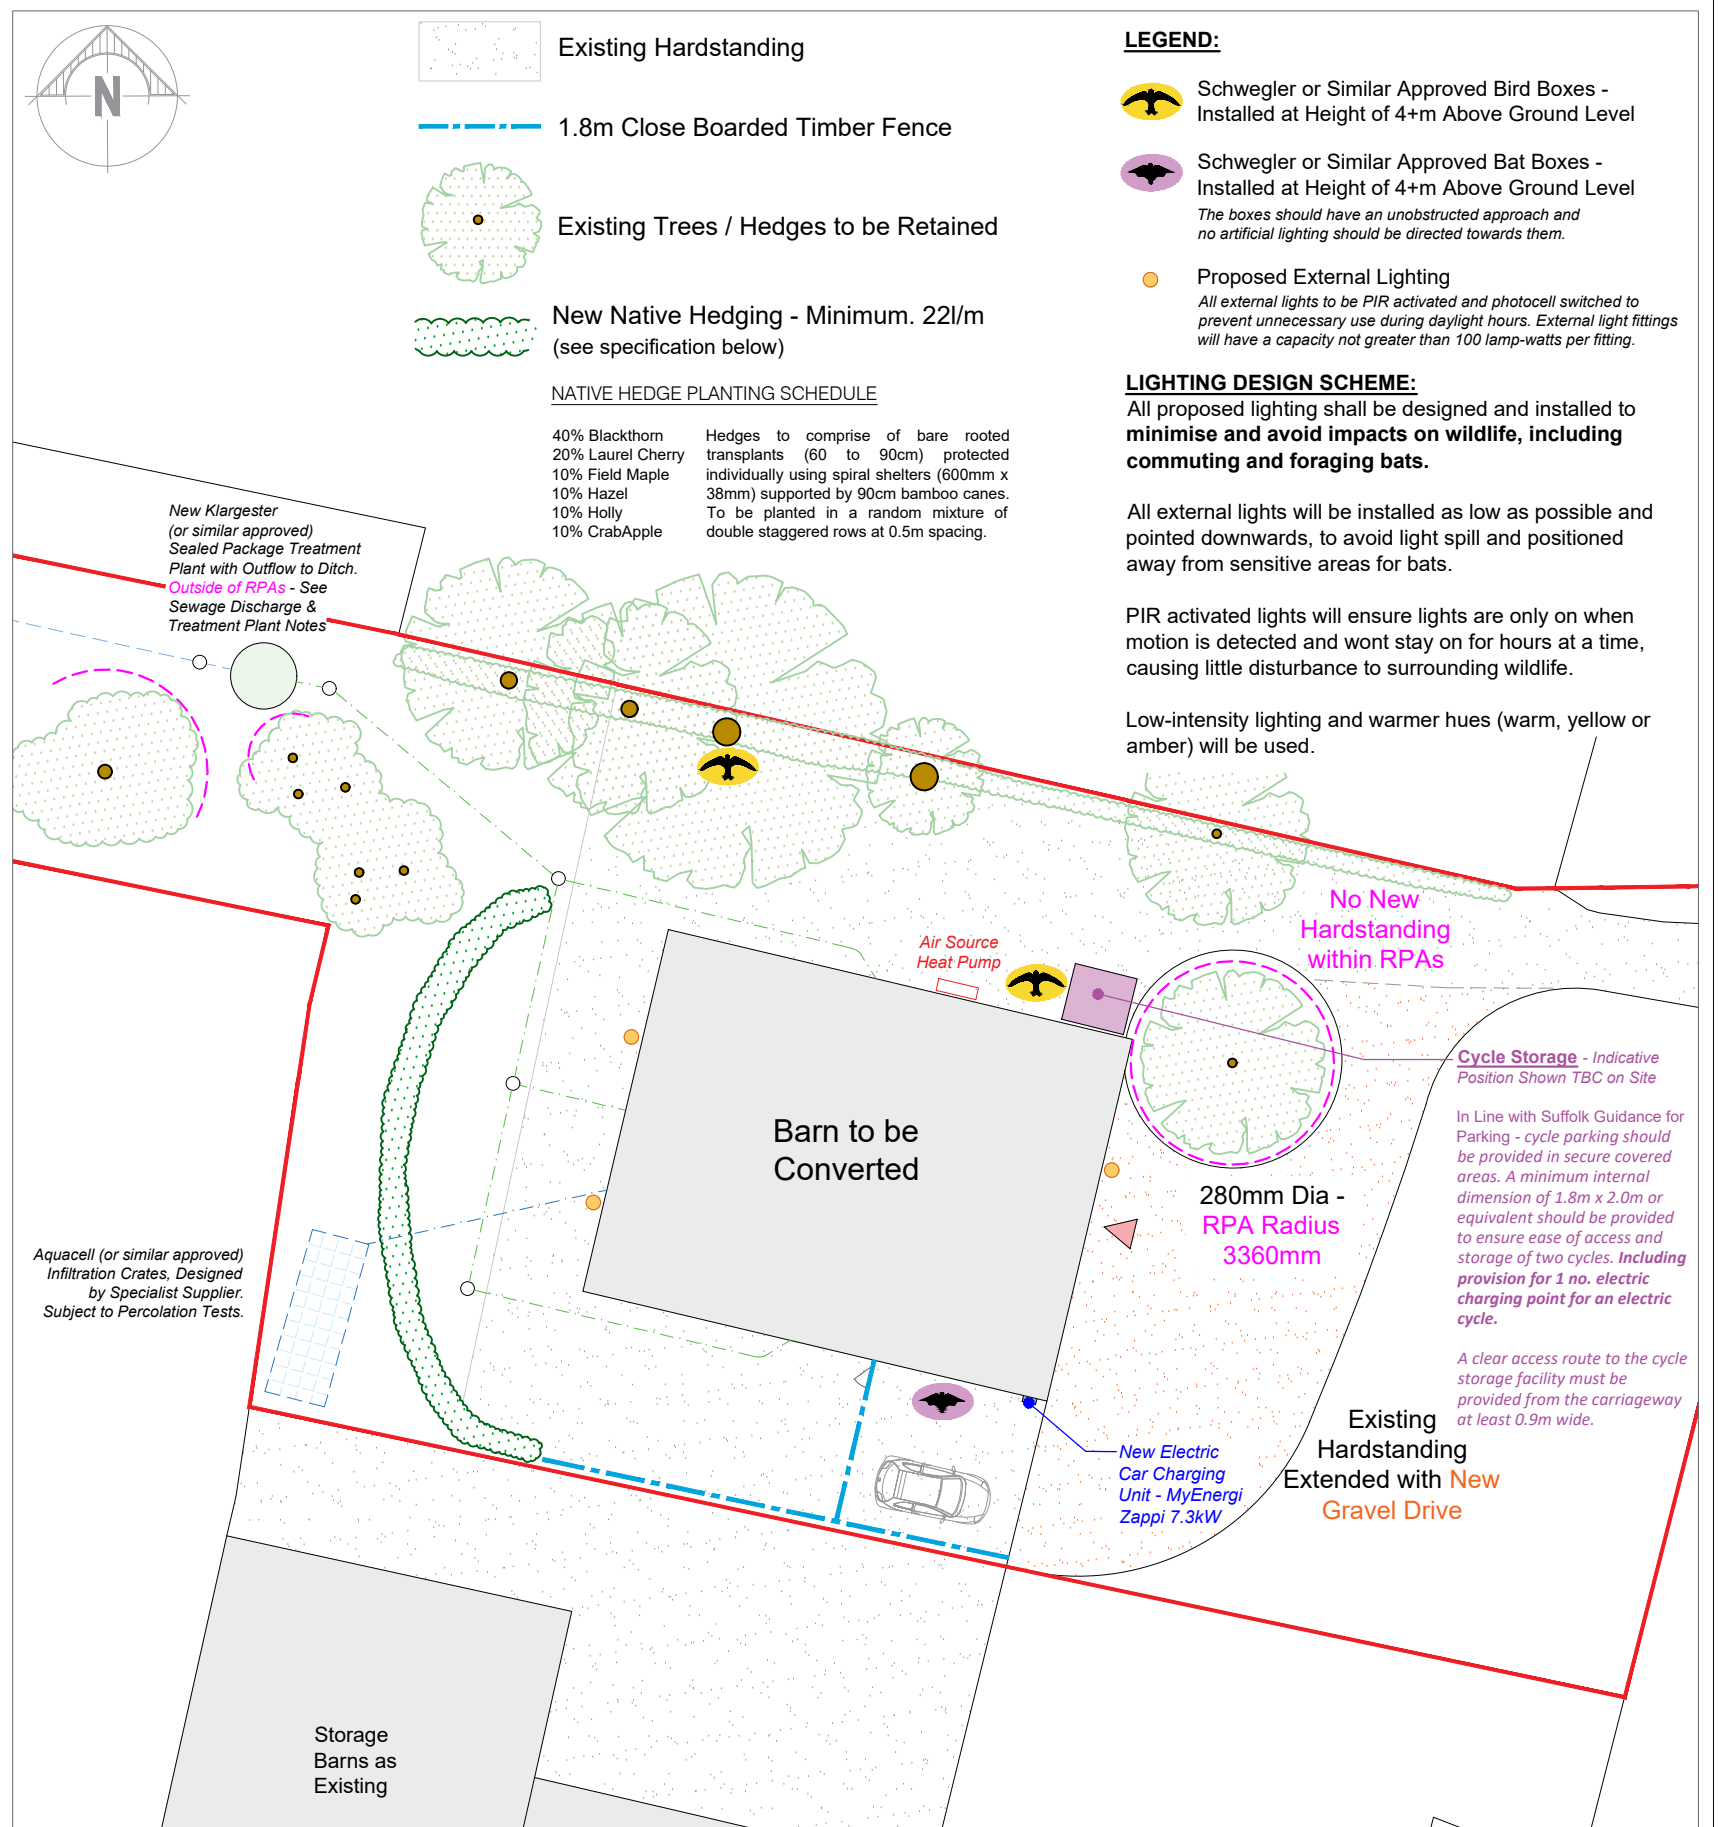 N
Existing Hardstanding
1.8m Close Boarded Timber Fence
Existing Trees / Hedges to be Retained
New Native Hedging - Minimum. 22l/m
(see specification below)
NATIVE HEDGE PLANTING SCHEDULE
40% Blackthorn
20% Laurel Cherry
10% Field Maple
10% Hazel
10% Holly
10% CrabApple
Hedges to comprise of bare rooted
transplants (60 to 90cm) protected
individually using spiral shelters (600mm x
38mm) supported by 90cm bamboo canes.
To be planted in a random mixture of
double staggered rows at 0.5m spacing.
LEGEND:
Schwegler or Similar Approved Bird Boxes -
Installed at Height of 4+m Above Ground Level
Schwegler or Similar Approved Bat Boxes -
Installed at Height of 4+m Above Ground Level
The boxes should have an unobstructed approach and
no artificial lighting should be directed towards them.
Proposed External Lighting
All external lights to be PIR activated and photocell switched to
prevent unnecessary use during daylight hours. External light fittings
will have a capacity not greater than 100 lamp-watts per fitting.
LIGHTING DESIGN SCHEME:
All proposed lighting shall be designed and installed to
minimise and avoid impacts on wildlife, including
commuting and foraging bats.
All external lights will be installed as low as possible and
pointed downwards, to avoid light spill and positioned
away from sensitive areas for bats.
PIR activated lights will ensure lights are only on when
motion is detected and wont stay on for hours at a time,
causing little disturbance to surrounding wildlife.
Low-intensity lighting and warmer hues (warm, yellow or
amber) will be used.
New Klargester
(or similar approved)
Sealed Package Treatment
Plant with Outflow to Ditch.
Outside of RPAs - See
Sewage Discharge &
Treatment Plant Notes
No New
Hardstanding
within RPAs
Air Source
Heat Pump
Cycle Storage - Indicative
Position Shown TBC on Site
In Line with Suffolk Guidance for
Parking - cycle parking should
be provided in secure covered
areas. A minimum internal
dimension of 1.8m x 2.0m or
equivalent should be provided
to ensure ease of access and
storage of two cycles. Including
provision for 1 no. electric
charging point for an electric
cycle.
A clear access route to the cycle
storage facility must be
provided from the carriageway
at least 0.9m wide.
Barn to be
Converted
280mm Dia -
RPA Radius
3360mm
Aquacell (or similar approved)
Infiltration Crates, Designed
by Specialist Supplier.
Subject to Percolation Tests.
New Electric
Car Charging
Unit - MyEnergi
Zappi 7.3kW
Existing
Hardstanding
Extended with New
Gravel Drive
Storage
Barns as
Existing